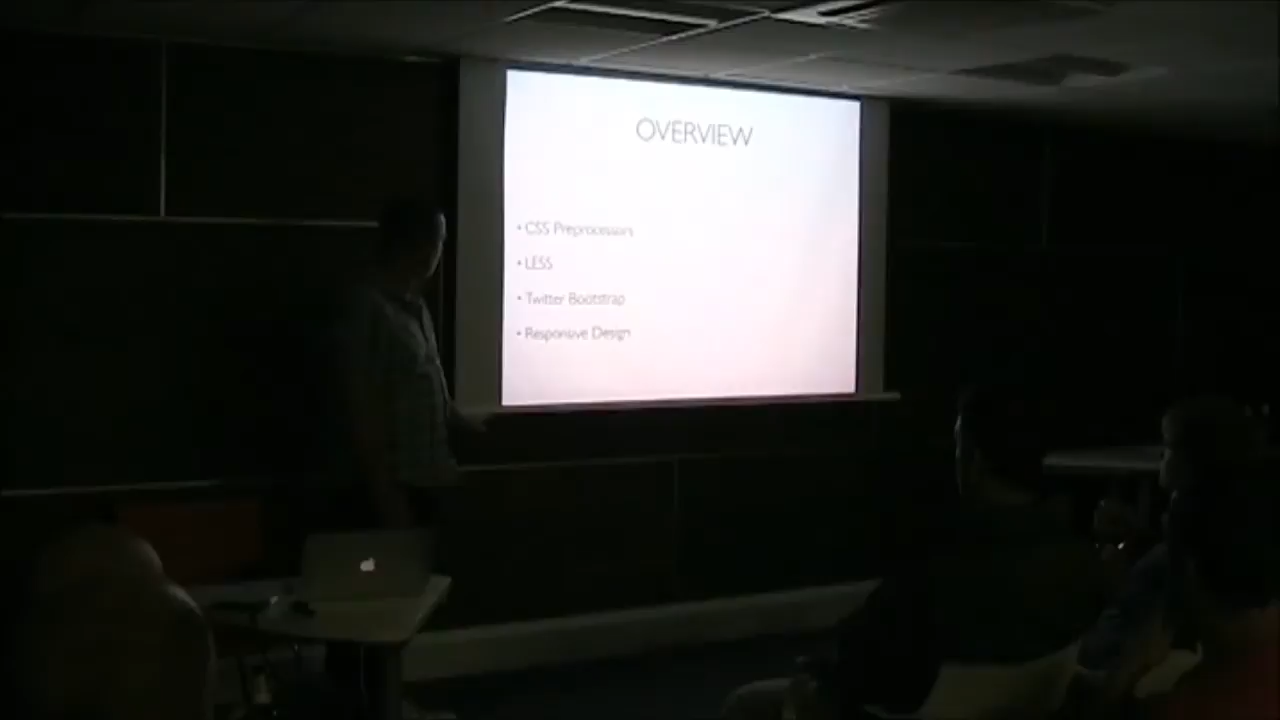 OVERVIEW
• CSS Preprocessors
• LESS
• Twitter Bootstrap
• Responsive Design